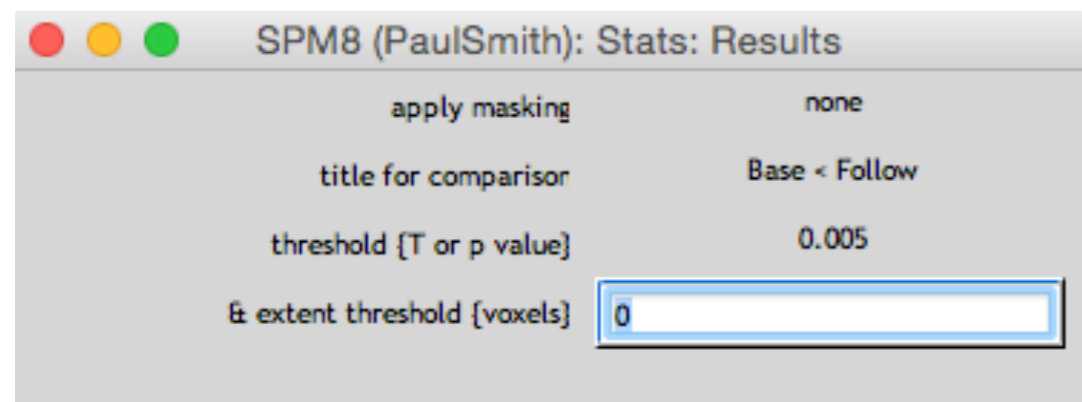 SPM8 (PaulSmith): Stats: Results
apply masking none
title for comparison Base < Follow
threshold {T or p value} 0.005
& extent threshold {voxels} 0